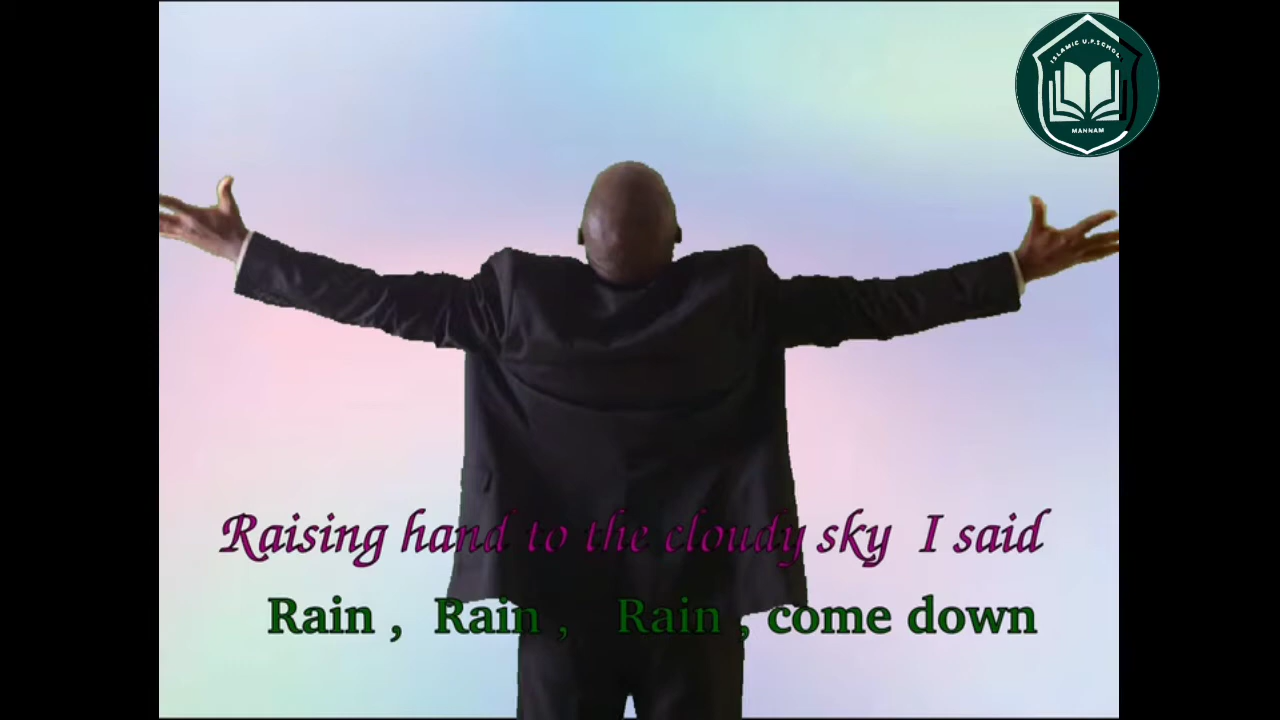 ISLAMIC U.P.SCHOOL
MANNAM
Raising hand to the cloudy sky I said
Rain , Rain , Rain , come down